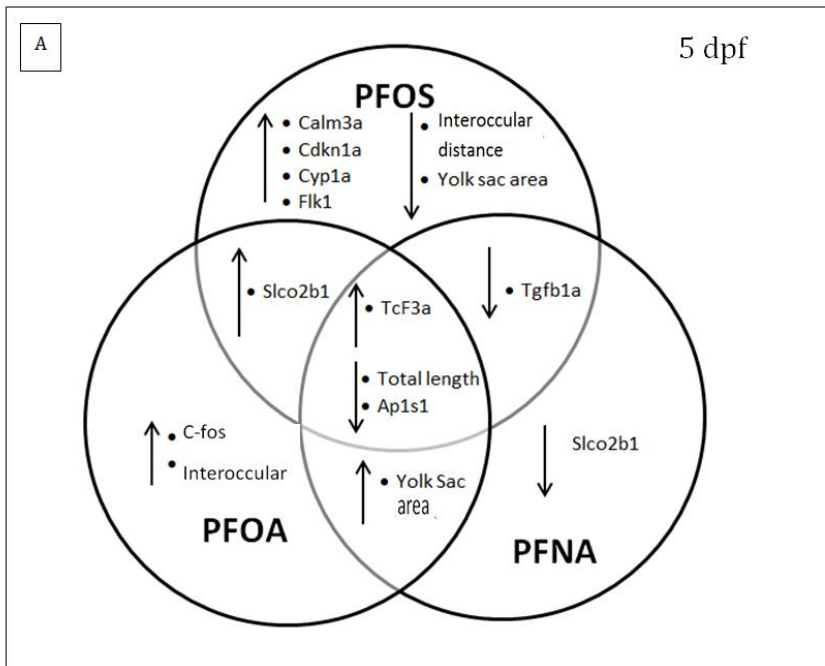 A
5 dpf
PFOS
• Calm3a
• Cdkn1a
• Cyp1a
• Flk1
• Interoccular
distance
• Yolk sac area
• Slco2b1
• TcF3a
• Tgfb1a
• Total length
• Ap1s1
• C-fos
• Interoccular
PFOA
• Yolk Sac
area
Slco2b1
PFNA